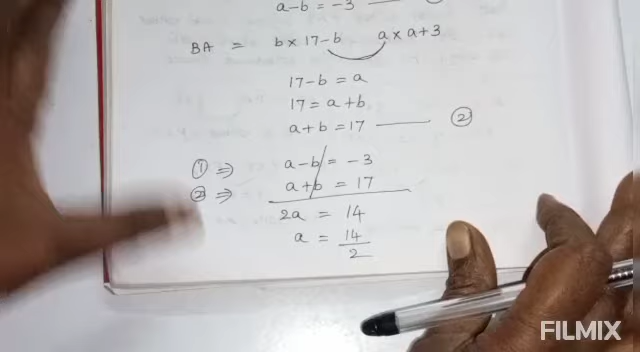 a-b = -3
BA = b x 17-b a x a+3
17-b = a
17 = a+b
a+b = 17 ②
① ⇒ a-b = -3
② ⇒ a+b = 17
2a = 14
a = 14/2
FILMIX